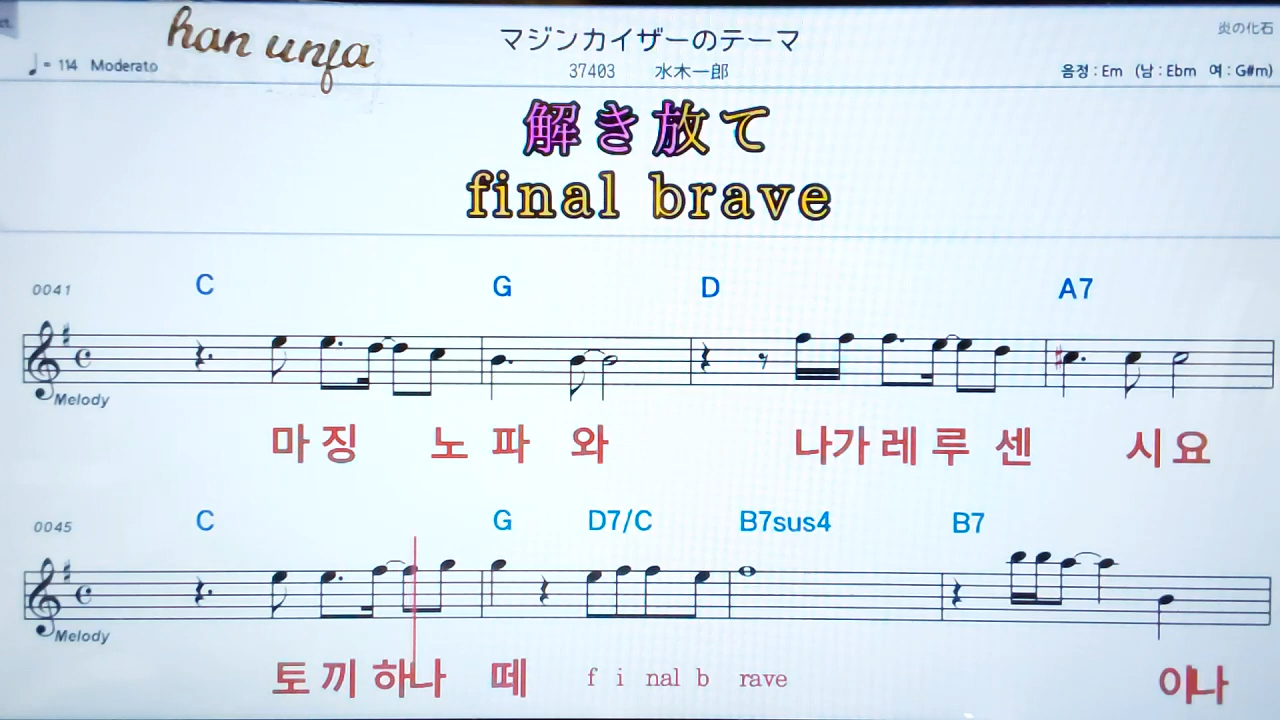 han unja
マジンカイザーのテーマ
炎の化石
♩= 114 Moderato
37403 水木一郎
음정 : Em (남 : Ebm 여 : G#m)
解き放て
final brave
0041 C G D A7
Melody
마 징 노 파 와 나가 레 루 센 시 요
0045 C G D7/C B7sus4 B7
Melody
토 끼 하나 떼 f i nal b rave 이나